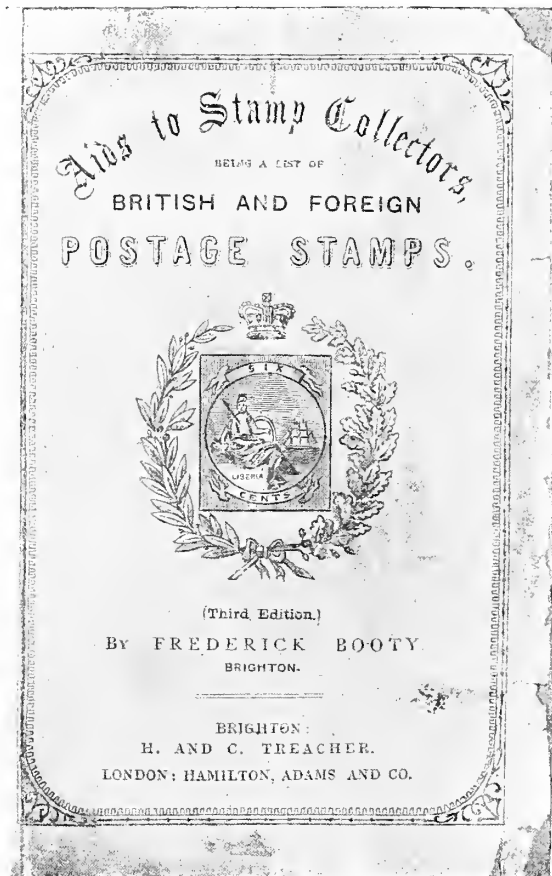 Aids to Stamp Collectors,
BEING A LIST OF
BRITISH AND FOREIGN
POSTAGE STAMPS.
SIX
LIBERIA
CENTS
(Third Edition.)
BY FREDERICK BOOTY
BRIGHTON.
BRIGHTON:
H. AND C. TREACHER.
LONDON: HAMILTON, ADAMS AND CO.